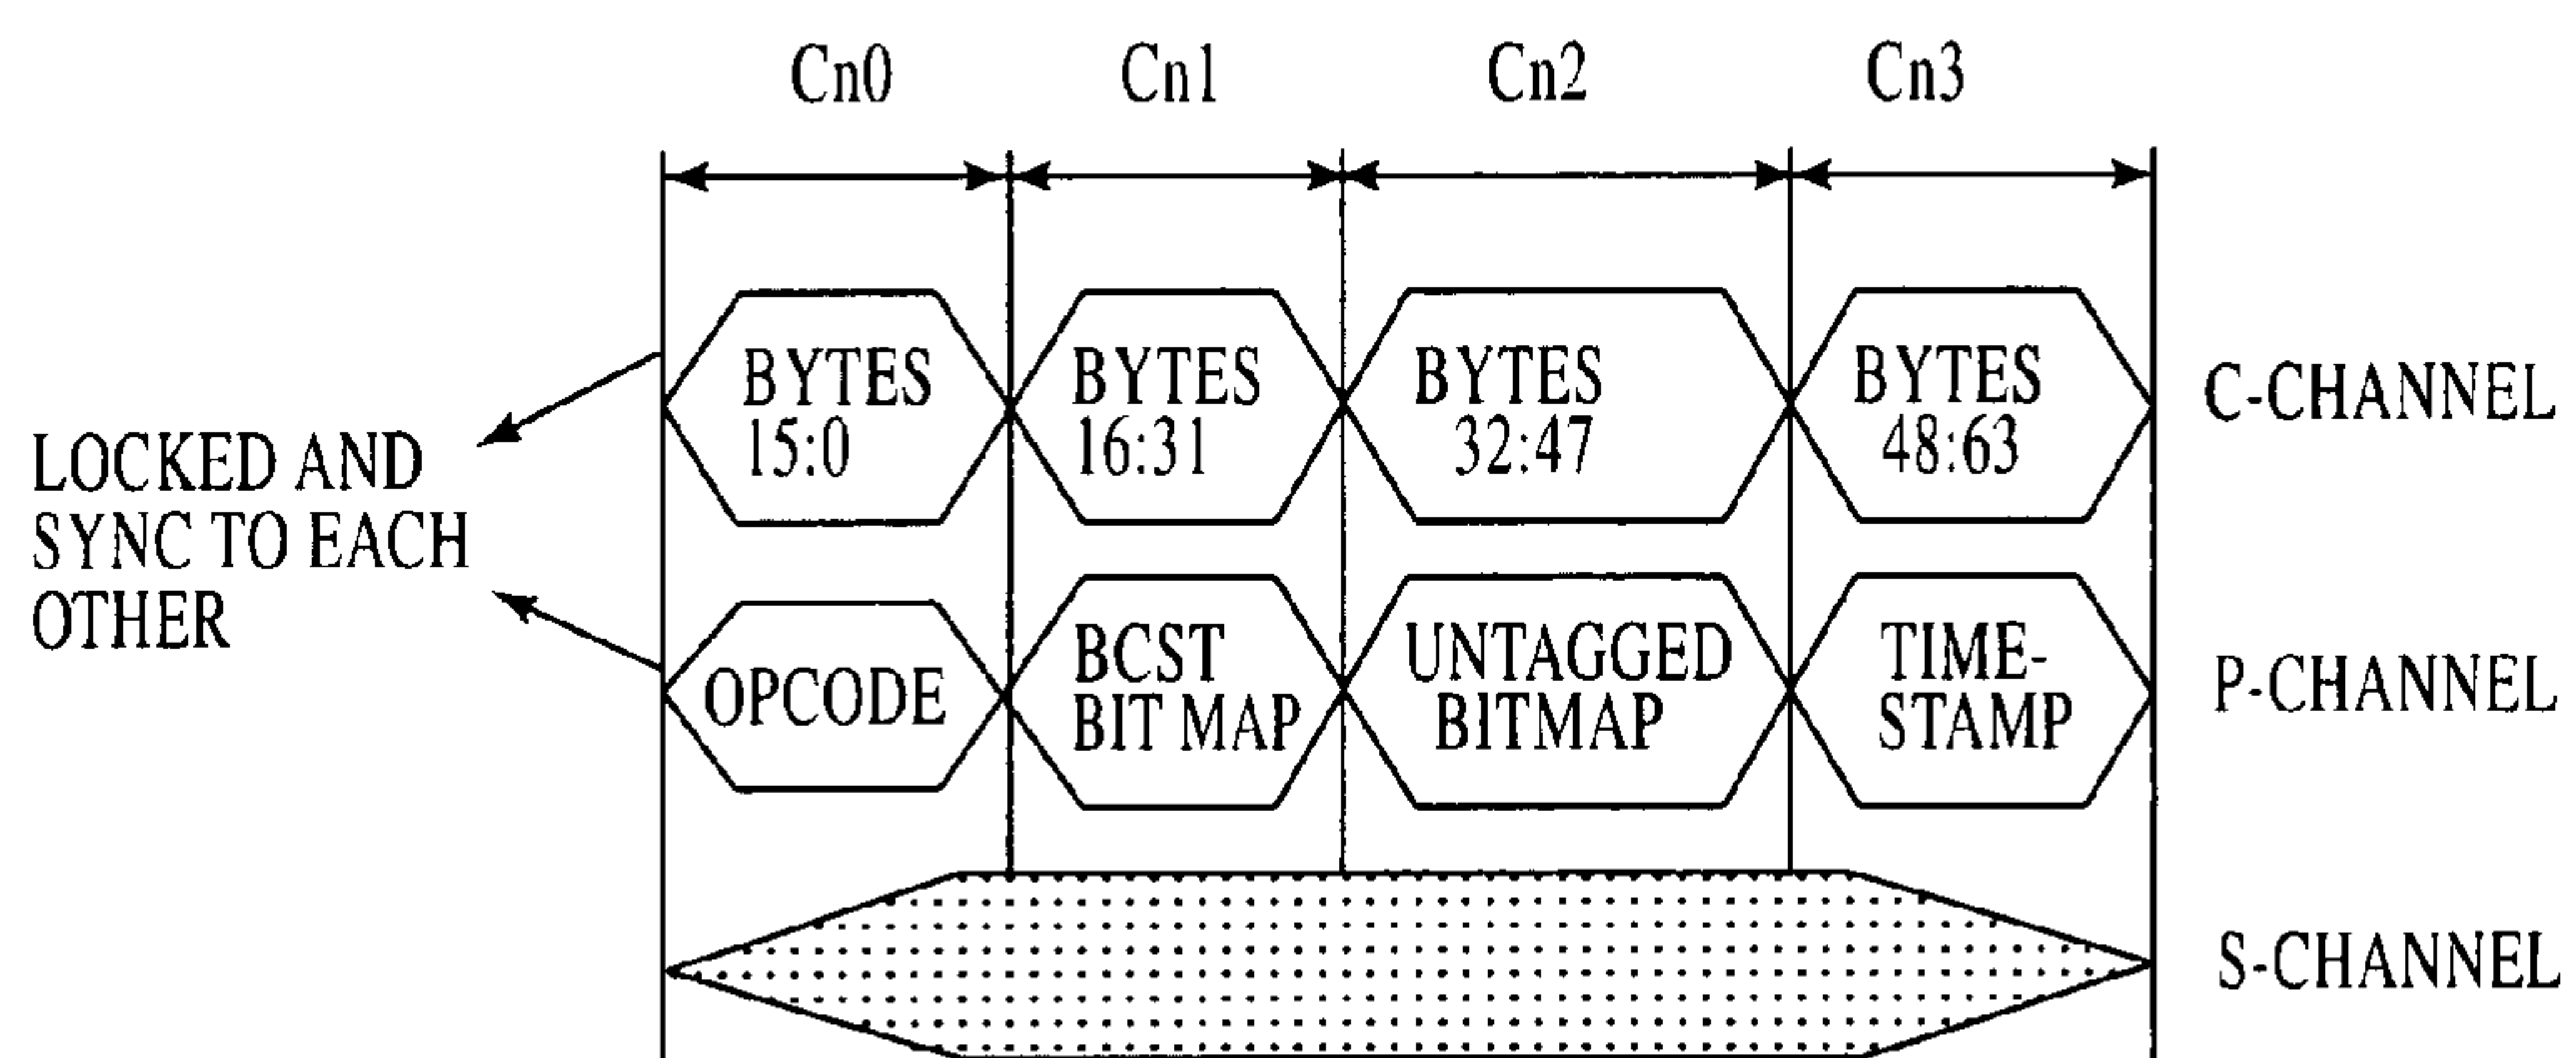 Cn0 Cn1 Cn2 Cn3
BYTES
15:0
BYTES
16:31
BYTES
32:47
BYTES
48:63
C-CHANNEL
LOCKED AND
SYNC TO EACH
OTHER
OPCODE
BCST
BIT MAP
UNTAGGED
BITMAP
TIME-
STAMP
P-CHANNEL
S-CHANNEL